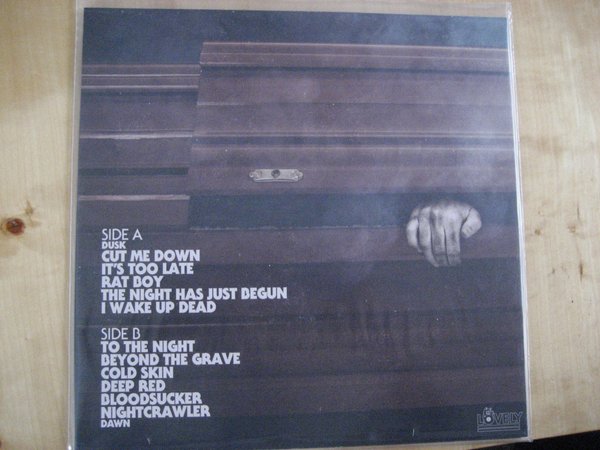 SIDE A
DUSK
CUT ME DOWN
IT'S TOO LATE
RAT BOY
THE NIGHT HAS JUST BEGUN
I WAKE UP DEAD
SIDE B
TO THE NIGHT
BEYOND THE GRAVE
COLD SKIN
DEEP RED
BLOODSUCKER
NIGHTCRAWLER
DAWN
LÖVELY